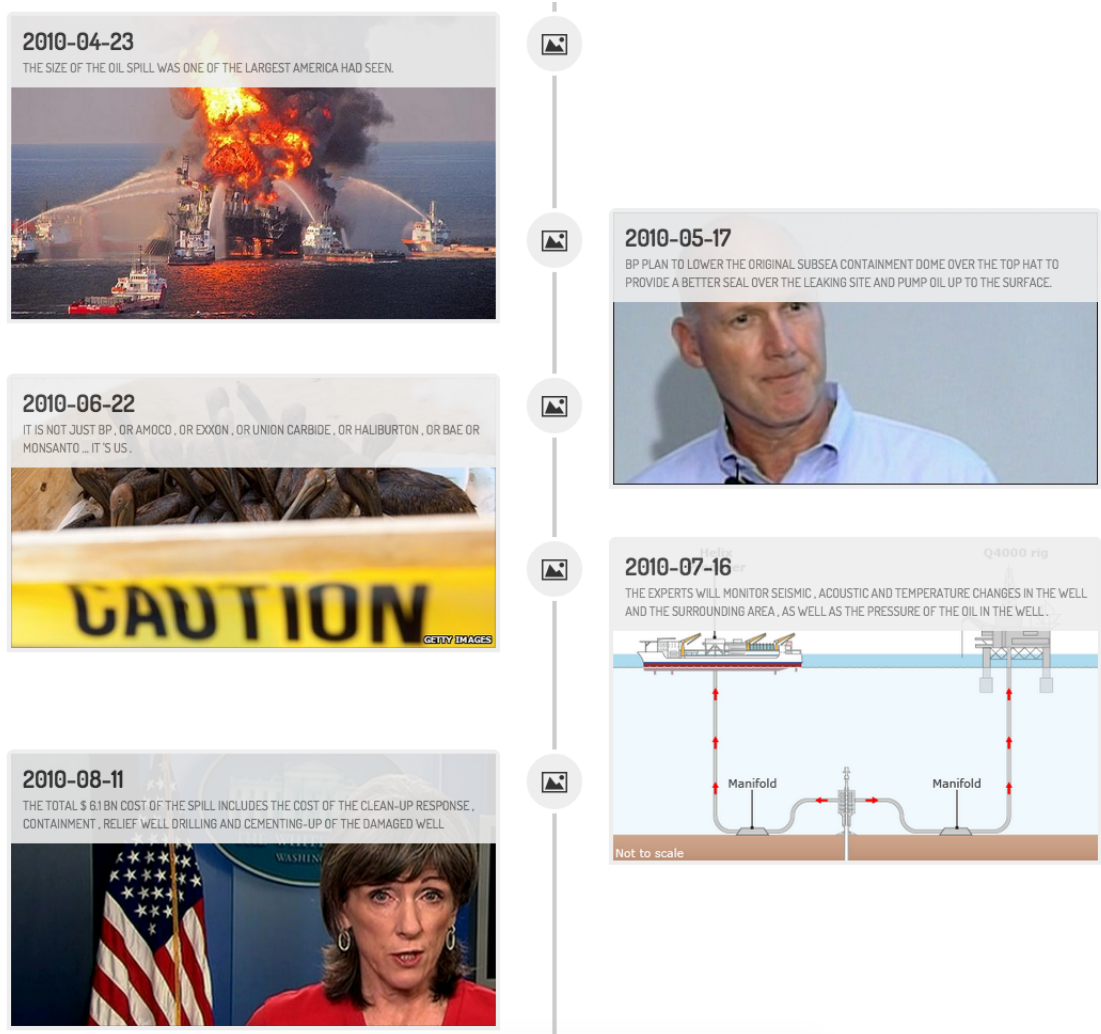 2010-04-23
THE SIZE OF THE OIL SPILL WAS ONE OF THE LARGEST AMERICA HAD SEEN.
2010-05-17
BP PLAN TO LOWER THE ORIGINAL SUBSEA CONTAINMENT DOME OVER THE TOP HAT TO
PROVIDE A BETTER SEAL OVER THE LEAKING SITE AND PUMP OIL UP TO THE SURFACE.
2010-06-22
IT IS NOT JUST BP , OR AMOCO , OR EXXON , OR UNION CARBIDE , OR HALIBURTON , OR BAE OR
MONSANTO ... IT 'S US .
CAUTION
GETTY IMAGES
Helix
Q4000 rig
2010-07-16
THE EXPERTS WILL MONITOR SEISMIC , ACOUSTIC AND TEMPERATURE CHANGES IN THE WELL
AND THE SURROUNDING AREA , AS WELL AS THE PRESSURE OF THE OIL IN THE WELL .
Manifold
Manifold
Not to scale
2010-08-11
THE TOTAL $ 6.1 BN COST OF THE SPILL INCLUDES THE COST OF THE CLEAN-UP RESPONSE ,
CONTAINMENT , RELIEF WELL DRILLING AND CEMENTING-UP OF THE DAMAGED WELL